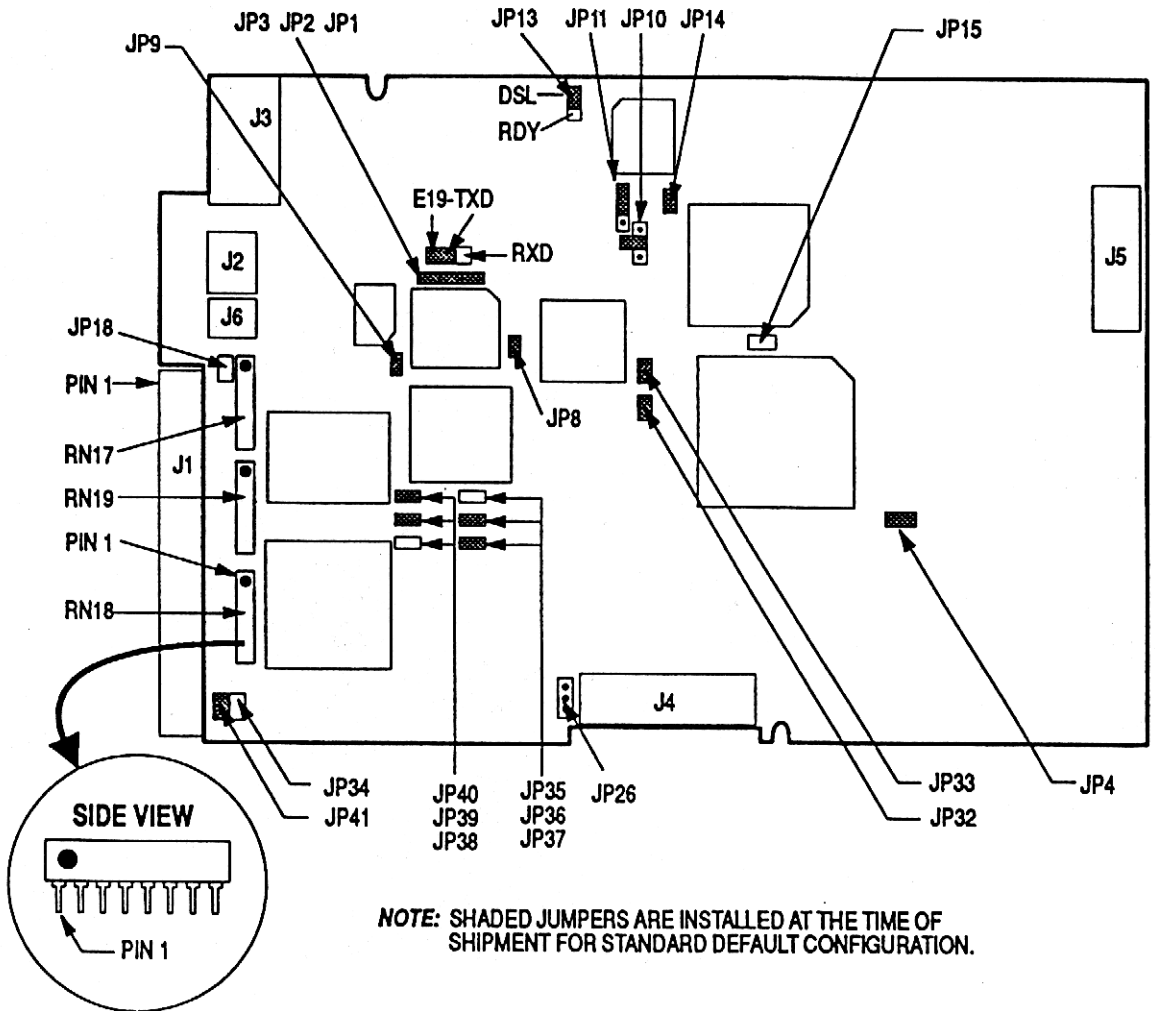 JP3 JP2 JP1
JP13
JP11
JP10
JP14
JP15
JP9
DSL
RDY
J3
E19-TXD
RXD
J2
J5
J6
JP18
PIN 1
JP8
RN17
J1
RN19
PIN 1
RN18
J4
JP34
JP41
JP40
JP39
JP38
JP35
JP36
JP37
JP26
JP33
JP32
JP4
SIDE VIEW
PIN 1
NOTE: SHADED JUMPERS ARE INSTALLED AT THE TIME OF
SHIPMENT FOR STANDARD DEFAULT CONFIGURATION.